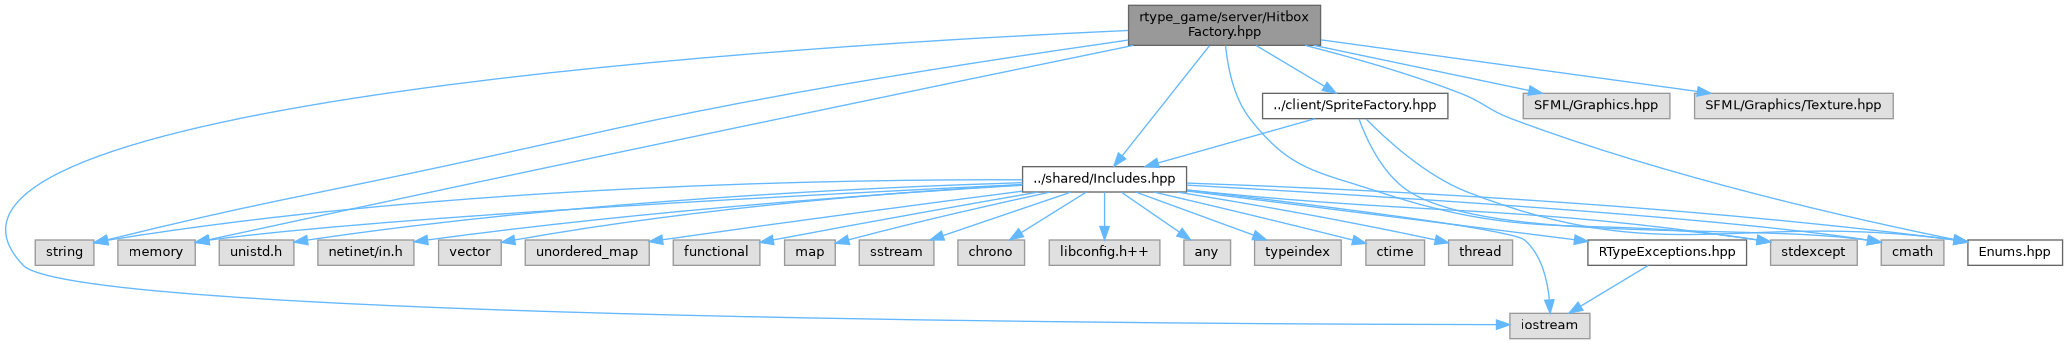 rtype_game/server/Hitbox
Factory.hpp
../client/SpriteFactory.hpp
SFML/Graphics.hpp
SFML/Graphics/Texture.hpp
../shared/Includes.hpp
string
memory
unistd.h
netinet/in.h
vector
unordered_map
functional
map
sstream
chrono
libconfig.h++
any
typeindex
ctime
thread
RTypeExceptions.hpp
stdexcept
cmath
Enums.hpp
iostream